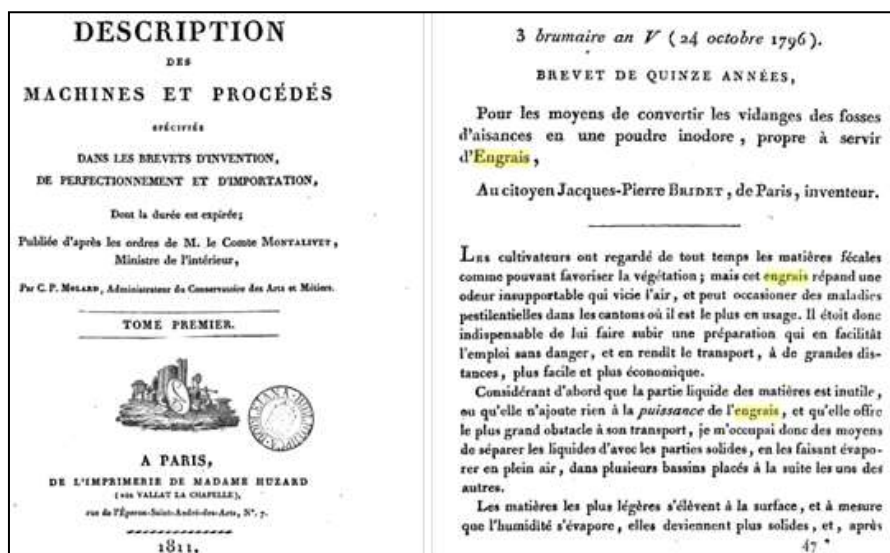 DESCRIPTION
DES
MACHINES ET PROCÉDÉS
SPÉCIFIÉS
DANS LES BREVETS D'INVENTION,
DE PERFECTIONNEMENT ET D'IMPORTATION,
Dont la durée est expirée;
Publiée d'après les ordres de M. le Comte MONTALIVET,
Ministre de l'intérieur,
Par C. P. MOLARD, Administrateur du Conservatoire des Arts et Métiers.
TOME PREMIER.
A PARIS,
DE L'IMPRIMERIE DE MADAME HUZARD
(NÉE VALLAT LA CHAPELLE),
rue de l'Éperon-Saint-André-des-Arts, N°. 7.
1811.
3 brumaire an V (24 octobre 1796).
BREVET DE QUINZE ANNÉES,
Pour les moyens de convertir les vidanges des fosses
d'aisances en une poudre inodore, propre à servir
d'Engrais,
Au citoyen Jacques-Pierre BRIDET, de Paris, inventeur.
LES cultivateurs ont regardé de tout temps les matières fécales
comme pouvant favoriser la végétation; mais cet engrais répand une
odeur insupportable qui vicie l'air, et peut occasioner des maladies
pestilentielles dans les cantons où il est le plus en usage. Il étoit donc
indispensable de lui faire subir une préparation qui en facilitât
l'emploi sans danger, et en rendît le transport, à de grandes dis-
tances, plus facile et plus économique.
Considérant d'abord que la partie liquide des matières est inutile,
ou qu'elle n'ajoute rien à la puissance de l'engrais, et qu'elle offre
le plus grand obstacle à son transport, je m'occupai donc des moyens
de séparer les liquides d'avec les parties solides, en les faisant évapo-
rer en plein air, dans plusieurs bassins placés à la suite les uns des
autres.
Les matières les plus légères s'élèvent à la surface, et à mesure
que l'humidité s'évapore, elles deviennent plus solides, et, après
47 *